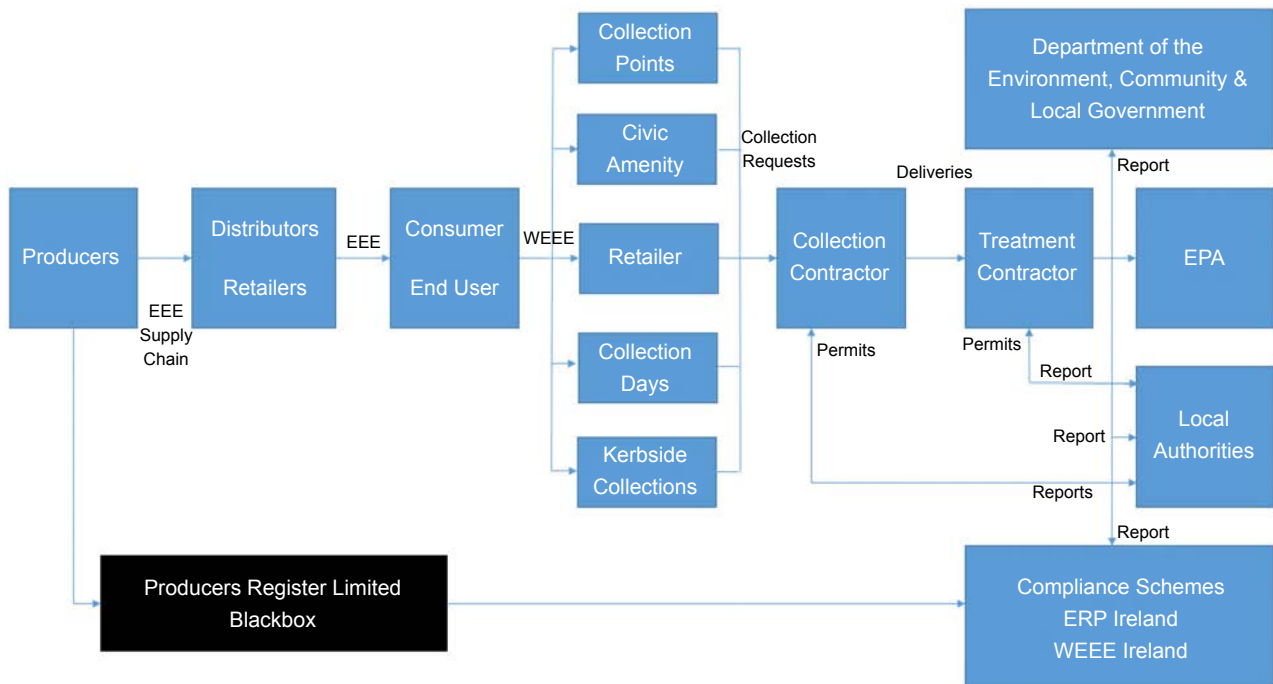 Collection
Points
Department of the
Environment, Community &
Local Government
Civic
Amenity
Collection
Requests
Report
Deliveries
Producers
Distributors
Retailers
EEE
Consumer
End User
WEEE
Retailer
Collection
Contractor
Treatment
Contractor
EPA
EEE
Supply
Chain
Permits
Permits
Collection
Days
Report
Local
Authorities
Report
Kerbside
Collections
Reports
Report
Producers Register Limited
Blackbox
Compliance Schemes
ERP Ireland
WEEE Ireland